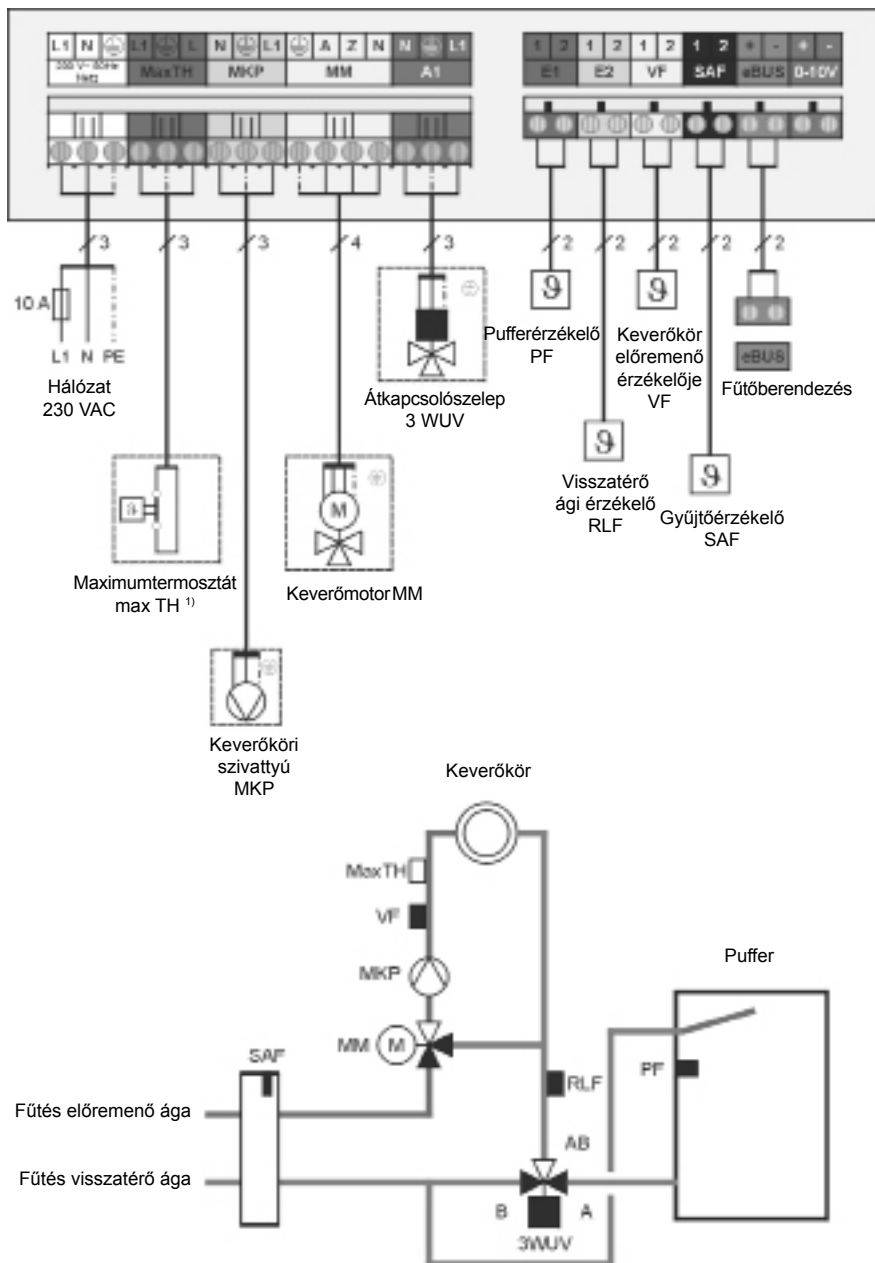 L1 N L1 L N L1 A Z N N L1
230 V~ 50Hz
Netz
MaxTH MKP MM A1
1 2 1 2 1 2 1 2 + - + -
E1 E2 VF SAF eBUS 0-10V
3 3 3 4 3 2 2 2 2 2
10 A
L1 N PE
Hálózat
230 VAC
Átkapcsolószelep
3 WUV
Pufferérzékelő
PF
Keverőkör
előremenő
érzékelője
VF
eBUS
Fűtőberendezés
Visszatérő
ági érzékelő
RLF
Gyűjtőérzékelő
SAF
Maximumtermosztát
max TH 1)
M
Keverőmotor MM
Keverőköri
szivattyú
MKP
Keverőkör
MaxTH
VF
MKP
MM M
Puffer
SAF
RLF
PF
Fűtés előremenő ága
AB
Fűtés visszatérő ága
B A
3WUV